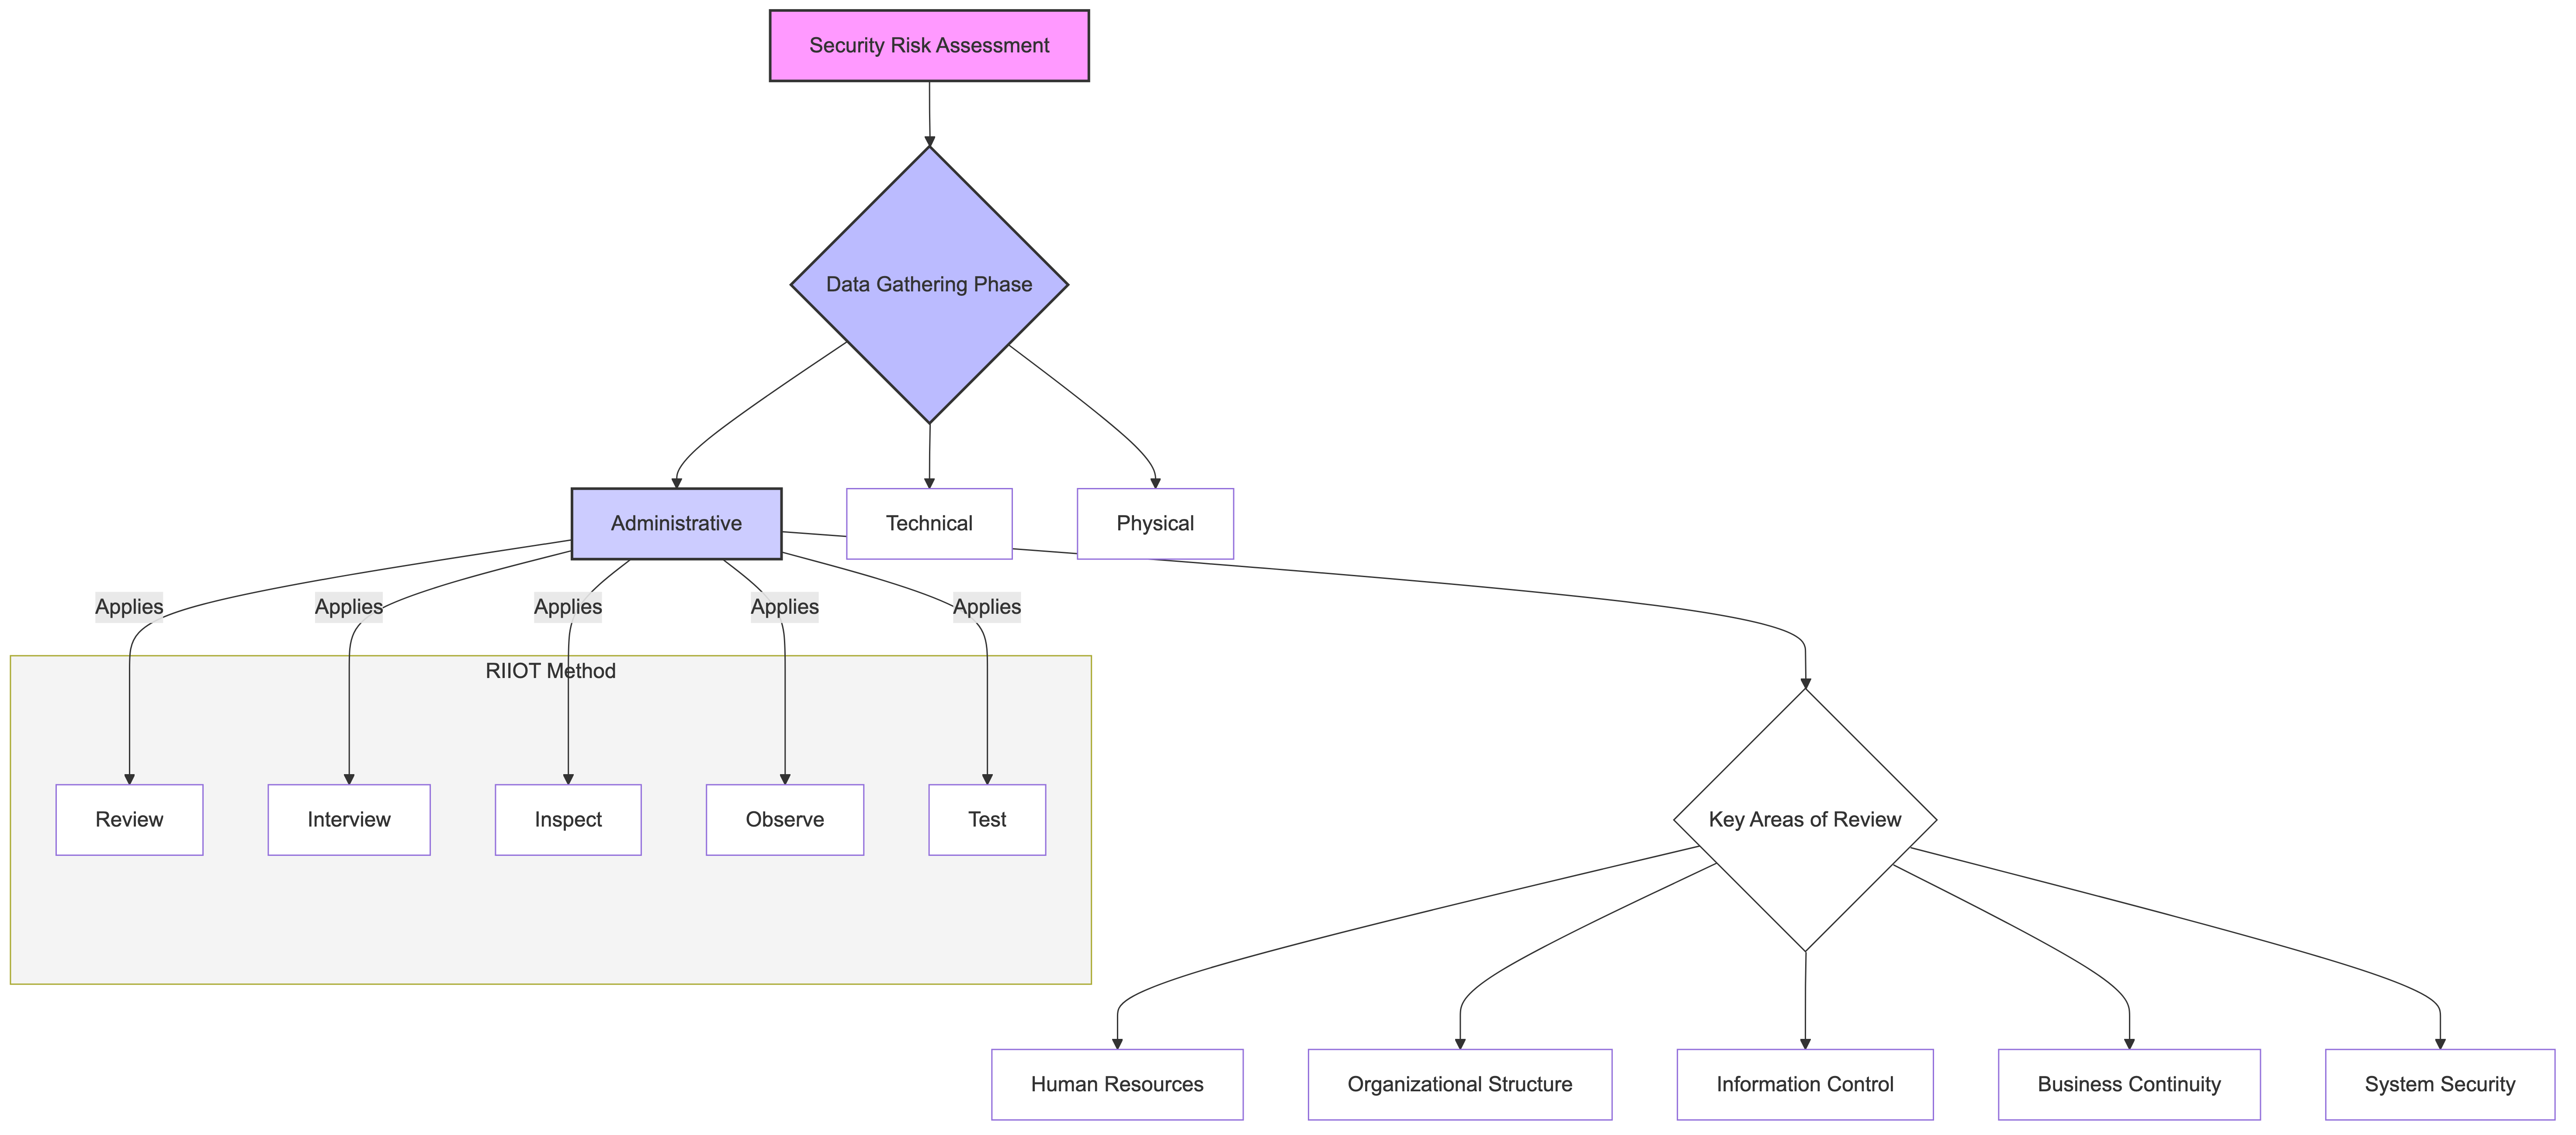 Security Risk Assessment
Data Gathering Phase
Administrative
Technical
Physical
Applies
Applies
Applies
Applies
Applies
RIIOT Method
Review
Interview
Inspect
Observe
Test
Key Areas of Review
Human Resources
Organizational Structure
Information Control
Business Continuity
System Security